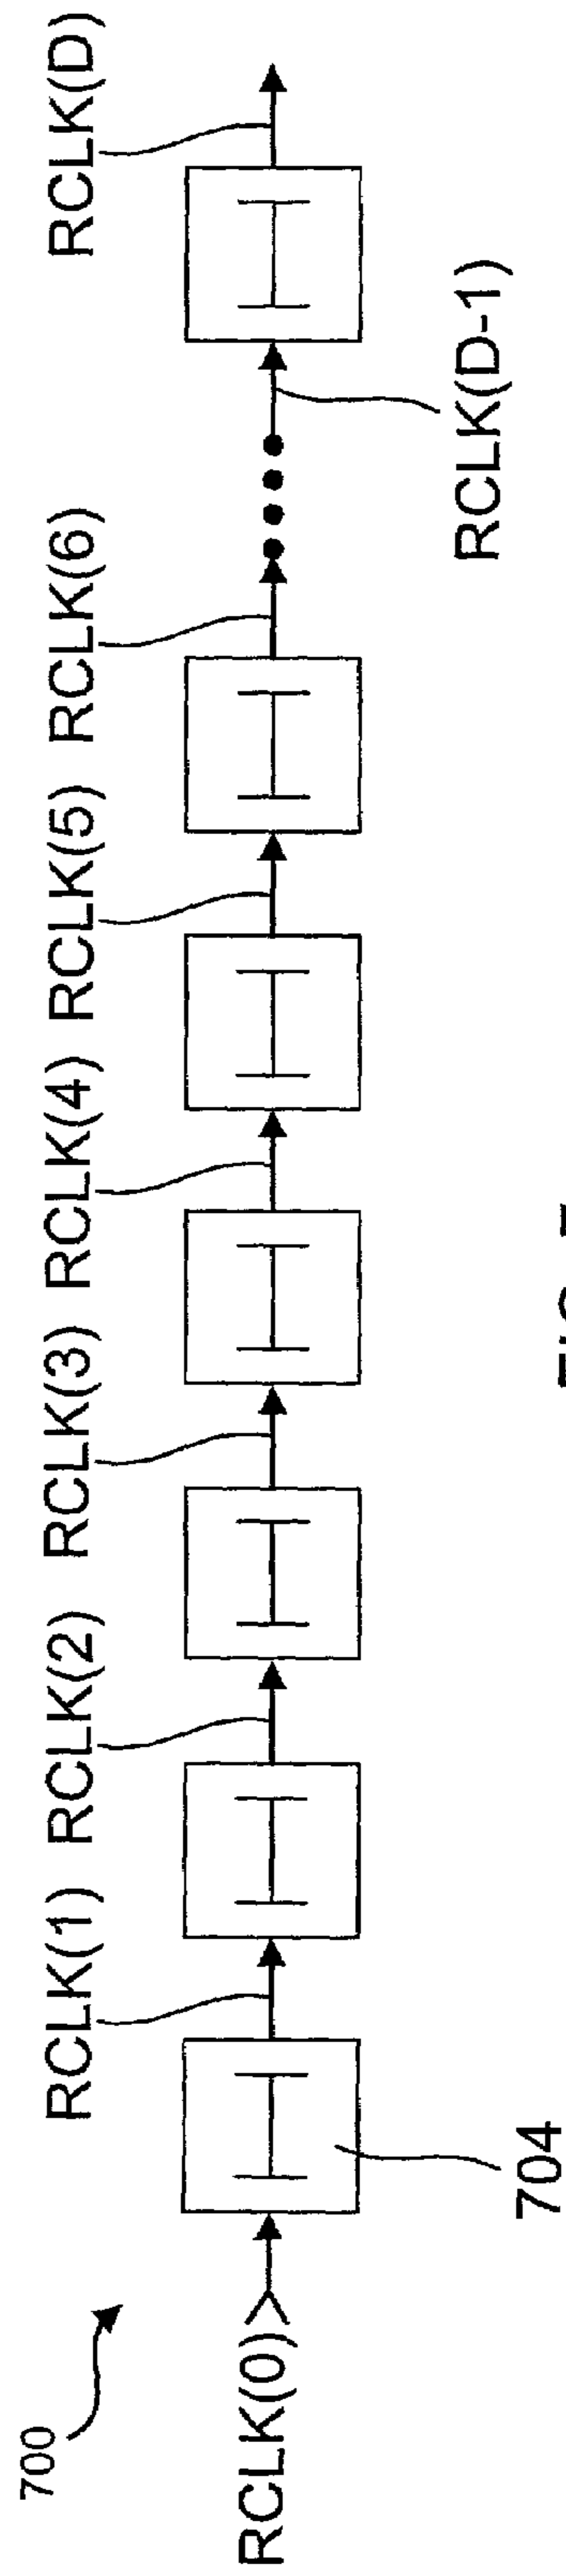 700
RCLK(0)
704
RCLK(1)
RCLK(2)
RCLK(3)
RCLK(4)
RCLK(5)
RCLK(6)
RCLK(D-1)
RCLK(D)